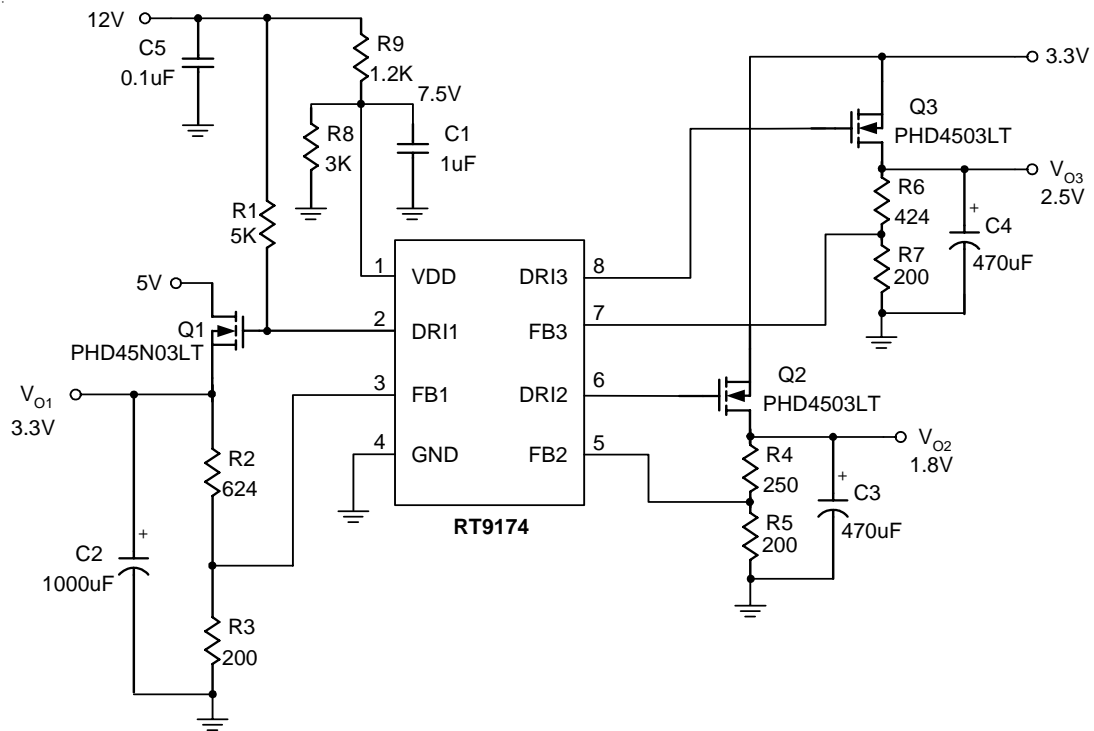 12V
C5
0.1uF
R9
1.2K
7.5V
R8
3K
C1
1uF
R1
5K
3.3V
Q3
PHD4503LT
V_O3
2.5V
R6
424
C4
470uF
R7
200
5V
Q1
PHD45N03LT
V_O1
3.3V
1
VDD
2
DRI1
3
FB1
4
GND
DRI3
8
FB3
7
DRI2
6
FB2
5
RT9174
Q2
PHD4503LT
V_O2
1.8V
R4
250
C3
470uF
R5
200
R2
624
C2
+
1000uF
R3
200
+
+